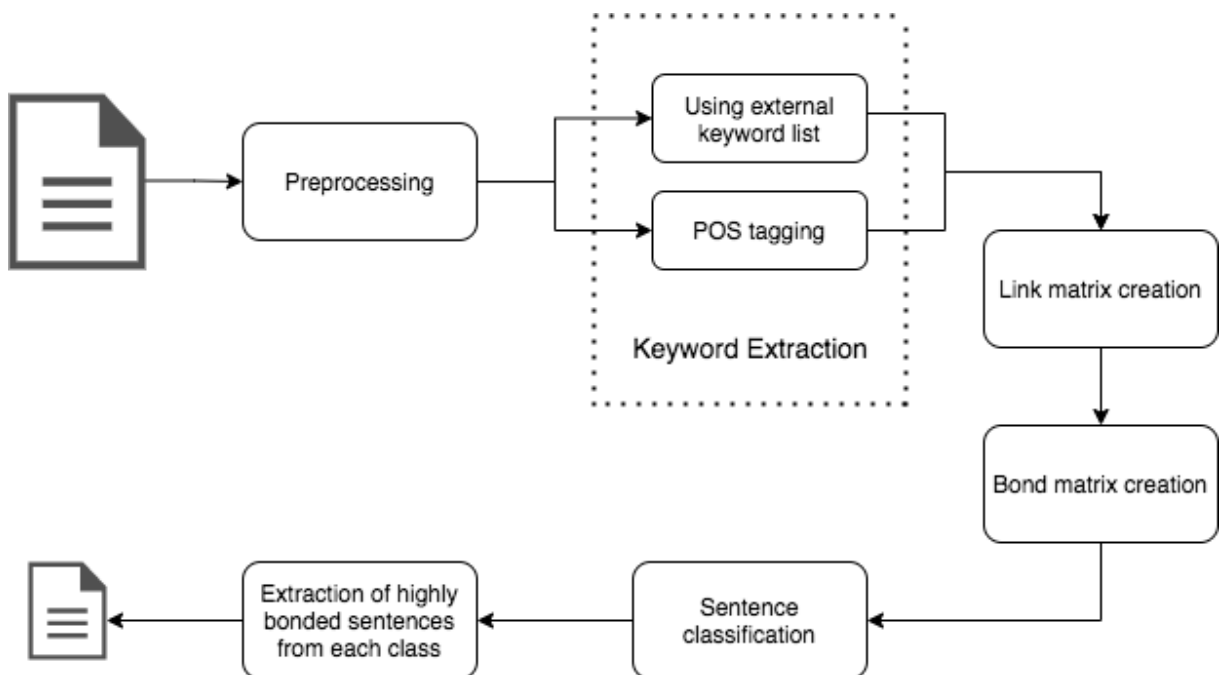 Using external
keyword list
Preprocessing
POS tagging
Link matrix creation
Keyword Extraction
Bond matrix creation
Extraction of highly
bonded sentences
from each class
Sentence
classification